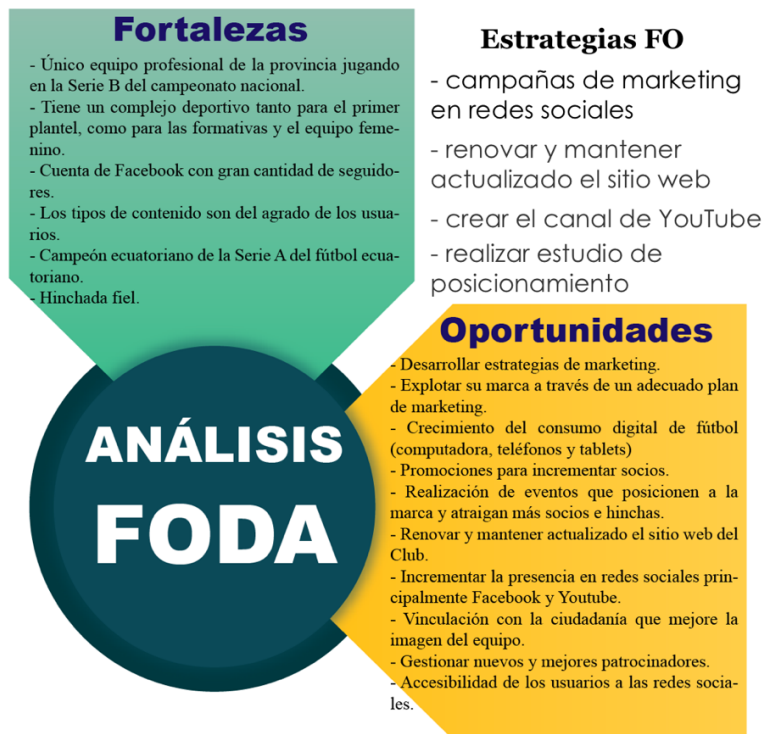 Fortalezas
- Único equipo profesional de la provincia jugando
en la Serie B del campeonato nacional.
- Tiene un complejo deportivo tanto para el primer
plantel, como para las formativas y el equipo feme-
nino.
- Cuenta de Facebook con gran cantidad de seguido-
res.
- Los tipos de contenido son del agrado de los usua-
rios.
- Campeón ecuatoriano de la Serie A del fútbol ecua-
toriano.
- Hinchada fiel.
Estrategias FO
- campañas de marketing
en redes sociales
- renovar y mantener
actualizado el sitio web
- crear el canal de YouTube
- realizar estudio de
posicionamiento
ANÁLISIS
FODA
Oportunidades
- Desarrollar estrategias de marketing.
- Explotar su marca a través de un adecuado plan
de marketing.
- Crecimiento del consumo digital de fútbol
(computadora, teléfonos y tablets)
- Promociones para incrementar socios.
- Realización de eventos que posicionen a la
marca y atraigan más socios e hinchas.
- Renovar y mantener actualizado el sitio web del
Club.
- Incrementar la presencia en redes sociales prin-
cipalmente Facebook y Youtube.
- Vinculación con la ciudadanía que mejore la
imagen del equipo.
- Gestionar nuevos y mejores patrocinadores.
- Accesibilidad de los usuarios a las redes socia-
les.